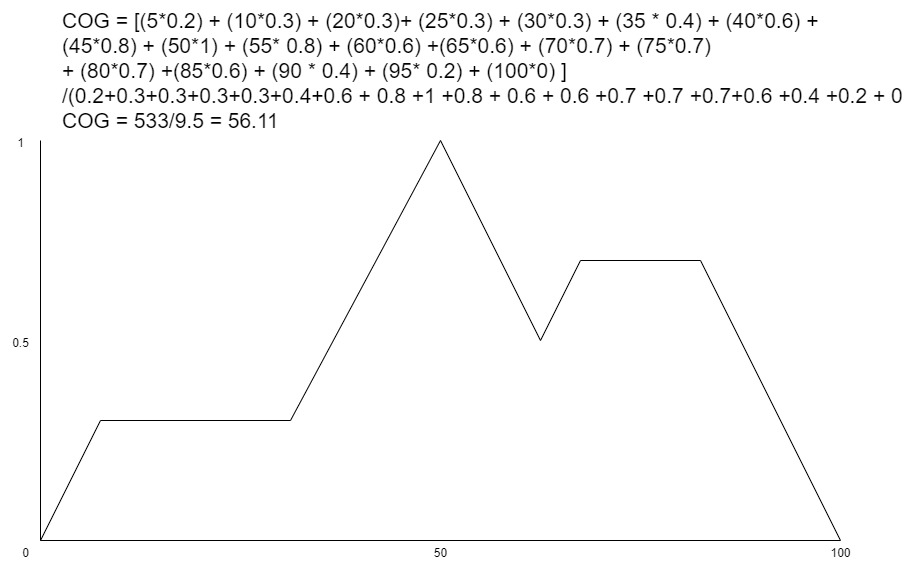 COG = [(5*0.2) + (10*0.3) + (20*0.3)+ (25*0.3) + (30*0.3) + (35 * 0.4) + (40*0.6) +
(45*0.8) + (50*1) + (55* 0.8) + (60*0.6) +(65*0.6) + (70*0.7) + (75*0.7)
+ (80*0.7) +(85*0.6) + (90 * 0.4) + (95* 0.2) + (100*0) ]
/(0.2+0.3+0.3+0.3+0.3+0.4+0.6 + 0.8 +1 +0.8 + 0.6 + 0.6 +0.7 +0.7 +0.7+0.6 +0.4 +0.2 + 0
COG = 533/9.5 = 56.11
1
0.5
0
50
100